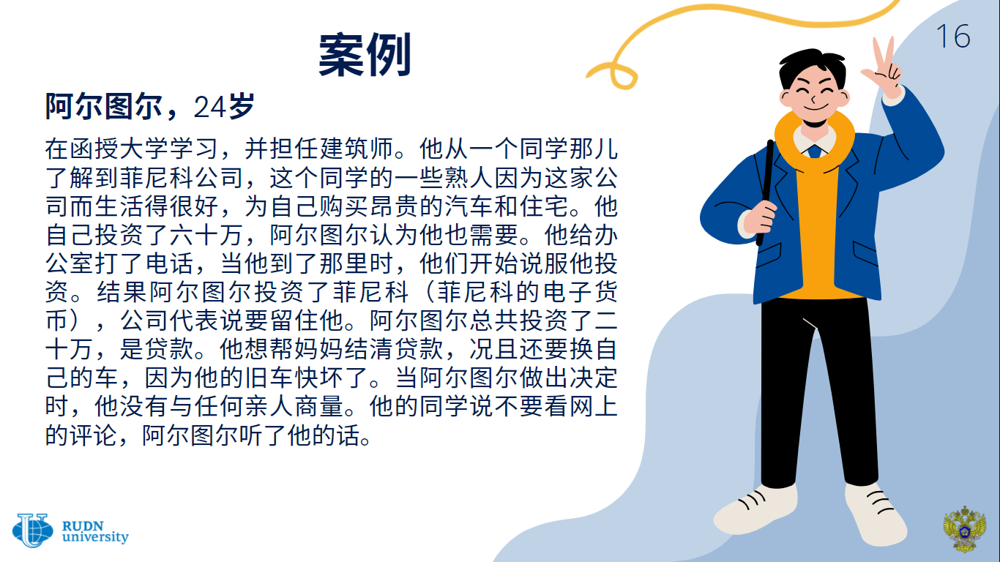 16
案例
阿尔图尔，24岁
在函授大学学习，并担任建筑师。他从一个同学那儿
了解到菲尼科公司，这个同学的一些熟人因为这家公
司而生活得很好，为自己购买昂贵的汽车和住宅。他
自己投资了六十万，阿尔图尔认为他也需要。他给办
公室打了电话，当他到了那里时，他们开始说服他投
资。结果阿尔图尔投资了菲尼科（菲尼科的电子货
币），公司代表说要留住他。阿尔图尔总共投资了二
十万，是贷款。他想帮妈妈结清贷款，况且还要换自
己的车，因为他的旧车快坏了。当阿尔图尔做出决定
时，他没有与任何亲人商量。他的同学说不要看网上
的评论，阿尔图尔听了他的话。
RUDN
university